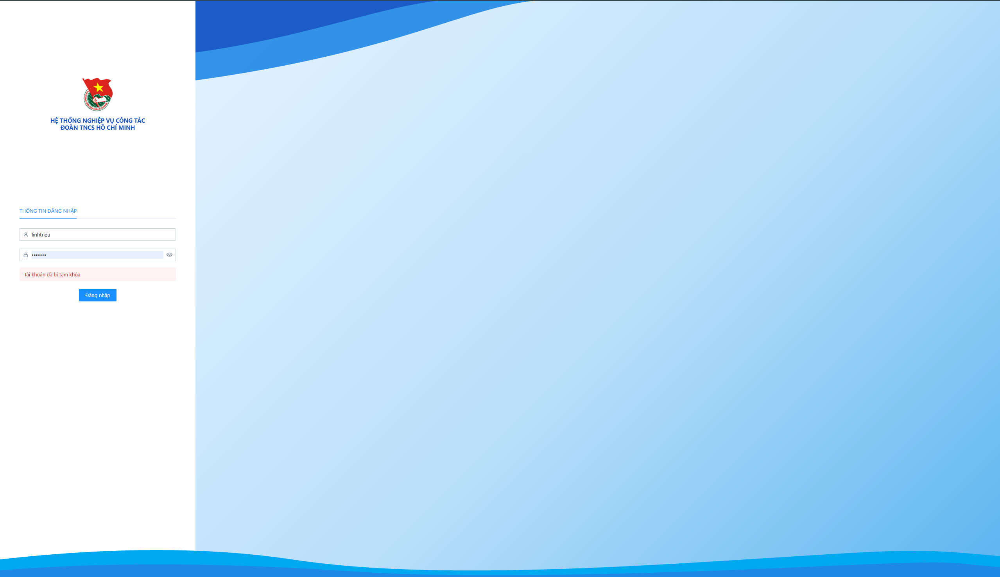 HỆ THỐNG NGHIỆP VỤ CÔNG TÁC
ĐOÀN TNCS HỒ CHÍ MINH
THÔNG TIN ĐĂNG NHẬP
linhtrieu
•••••••
Tài khoản đã bị tạm khóa
Đăng nhập